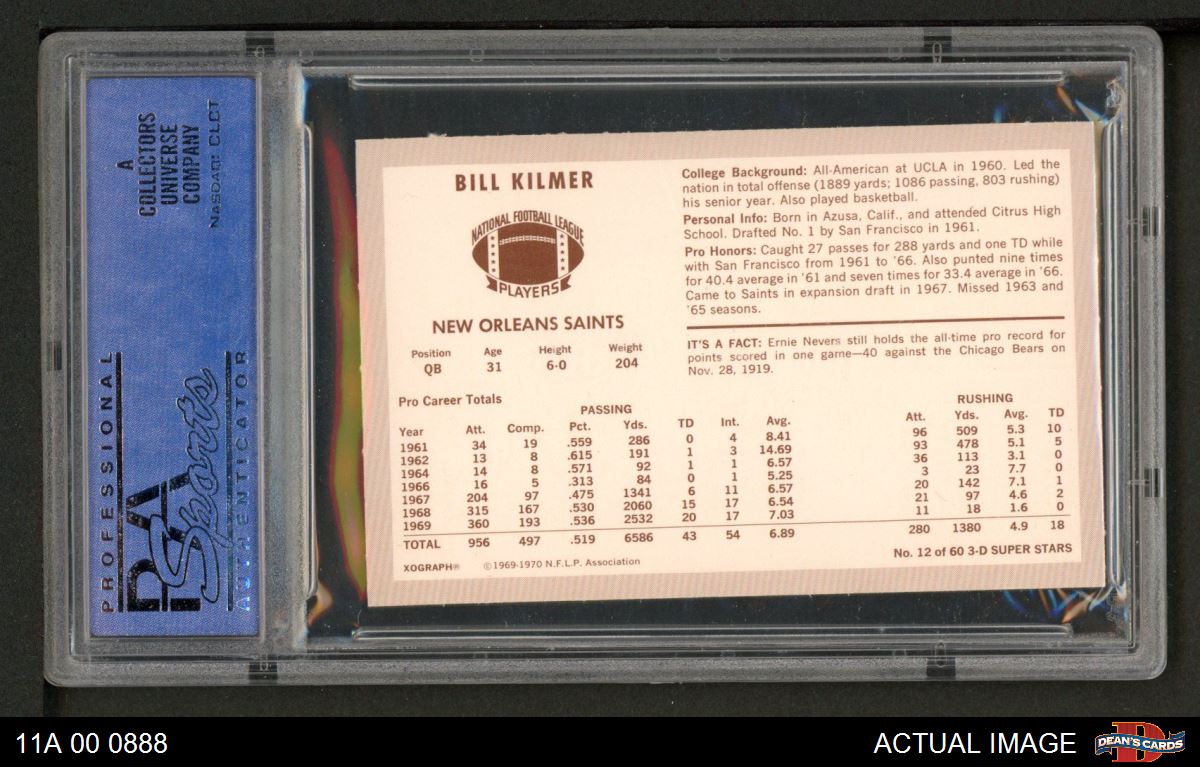 A
COLLECTORS
UNIVERSE
COMPANY
NASDAQ: CLCT
PROFESSIONAL
PSA
Sports
AUTHENTICATOR
BILL KILMER
NATIONAL FOOTBALL LEAGUE
PLAYERS
NEW ORLEANS SAINTS
Position Age Height Weight
QB 31 6-0 204
College Background: All-American at UCLA in 1960. Led the
nation in total offense (1889 yards; 1086 passing, 803 rushing)
his senior year. Also played basketball.
Personal Info: Born in Azusa, Calif., and attended Citrus High
School. Drafted No. 1 by San Francisco in 1961.
Pro Honors: Caught 27 passes for 288 yards and one TD while
with San Francisco from 1961 to '66. Also punted nine times
for 40.4 average in '61 and seven times for 33.4 average in '66.
Came to Saints in expansion draft in 1967. Missed 1963 and
'65 seasons.
IT'S A FACT: Ernie Nevers still holds the all-time pro record for
points scored in one game—40 against the Chicago Bears on
Nov. 28, 1919.
Pro Career Totals
PASSING RUSHING
Year Att. Comp. Pct. Yds. TD Int. Avg. Att. Yds. Avg. TD
1961 34 19 .559 286 0 4 8.41 96 509 5.3 10
1962 13 8 .615 191 1 3 14.69 93 478 5.1 5
1964 14 8 .571 92 1 1 6.57 36 113 3.1 0
1966 16 5 .313 84 0 1 5.25 3 23 7.7 0
1967 204 97 .475 1341 6 11 6.57 20 142 7.1 1
1968 315 167 .530 2060 15 17 6.54 21 97 4.6 2
1969 360 193 .536 2532 20 17 7.03 11 18 1.6 0
TOTAL 956 497 .519 6586 43 54 6.89 280 1380 4.9 18
XOGRAPH® ©1969-1970 N.F.L.P. Association No. 12 of 60 3-D SUPER STARS
11A 00 0888 ACTUAL IMAGE
D
DEAN'S CARDS